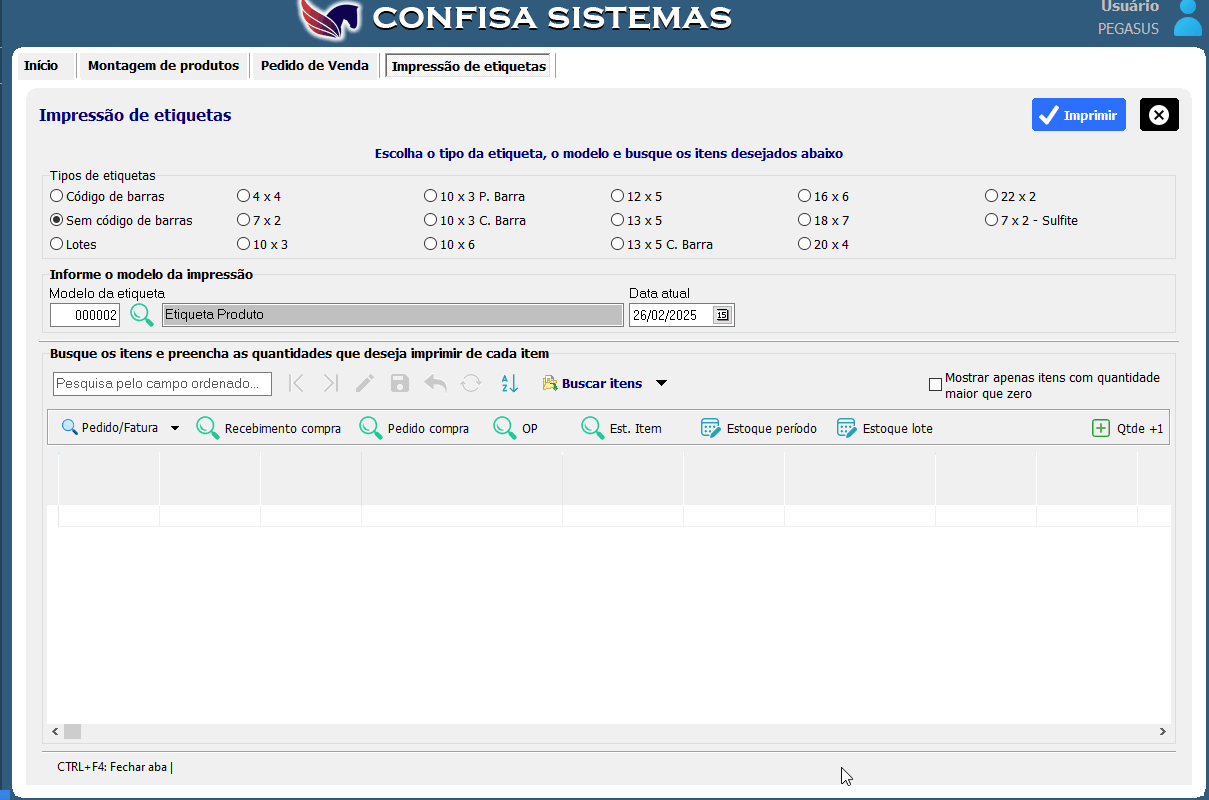 CONFISA SISTEMAS
Usuário
PEGASUS
Início
Montagem de produtos
Pedido de Venda
Impressão de etiquetas
Impressão de etiquetas
Imprimir
Escolha o tipo da etiqueta, o modelo e busque os itens desejados abaixo
Tipos de etiquetas
Código de barras
4 x 4
10 x 3 P. Barra
12 x 5
16 x 6
22 x 2
Sem código de barras
7 x 2
10 x 3 C. Barra
13 x 5
18 x 7
7 x 2 - Sulfite
Lotes
10 x 3
10 x 6
13 x 5 C. Barra
20 x 4
Informe o modelo da impressão
Modelo da etiqueta
Data atual
000002
Etiqueta Produto
26/02/2025
15
Busque os itens e preencha as quantidades que deseja imprimir de cada item
Pesquisa pelo campo ordenado...
A
Z
Buscar itens
Mostrar apenas itens com quantidade
maior que zero
Pedido/Fatura
Recebimento compra
Pedido compra
OP
Est. Item
Estoque período
Estoque lote
Qtde +1
CTRL+F4: Fechar aba |